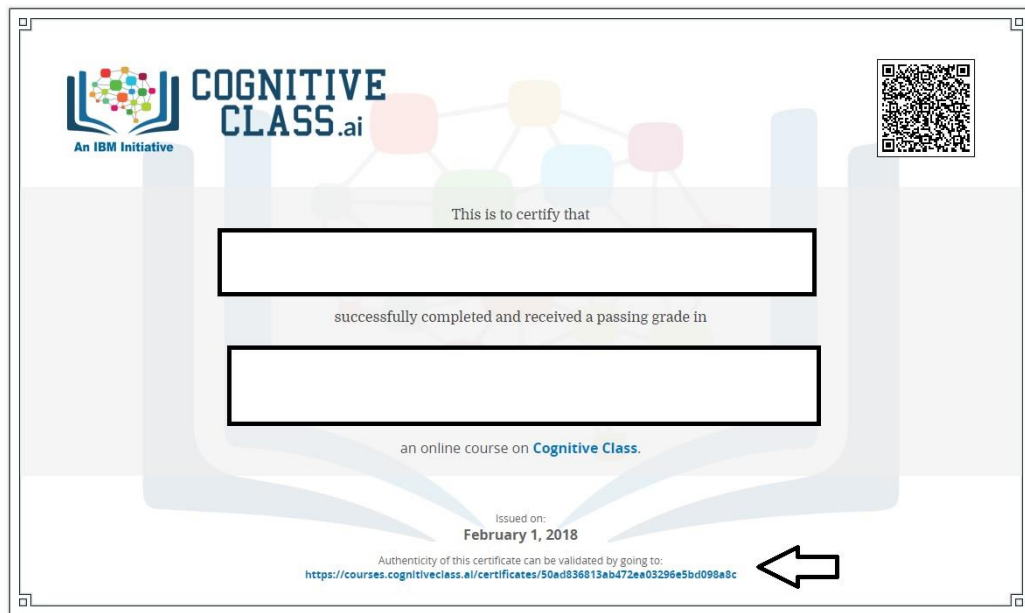 COGNITIVE
CLASS.ai
An IBM Initiative
This is to certify that
successfully completed and received a passing grade in
an online course on Cognitive Class.
Issued on:
February 1, 2018
Authenticity of this certificate can be validated by going to:
https://courses.cognitiveclass.ai/certificates/50ad836813ab472ea03296e5bd098a8c